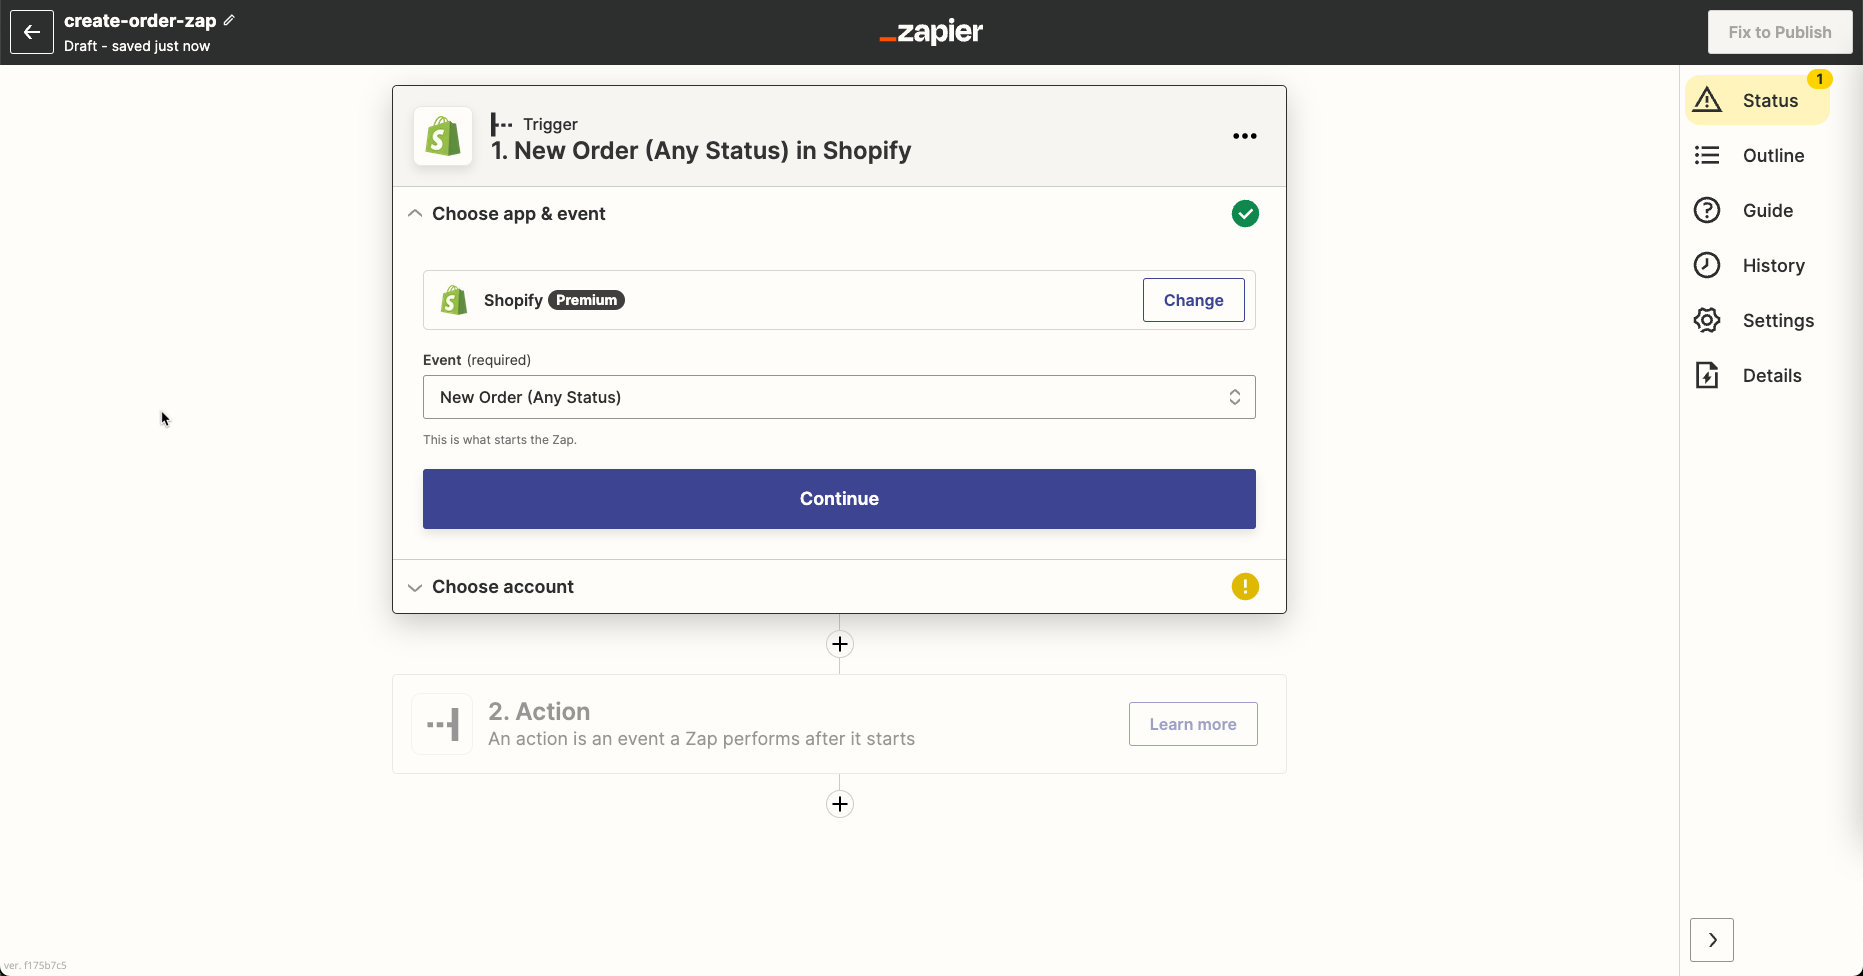 create-order-zap
Draft - saved just now
zapier
Fix to Publish
Trigger
1. New Order (Any Status) in Shopify
Choose app & event
Shopify Premium
Change
Event (required)
New Order (Any Status)
This is what starts the Zap.
Continue
Choose account
2. Action
An action is an event a Zap performs after it starts
Learn more
1
Status
Outline
Guide
History
Settings
Details
ver. f175b7c5